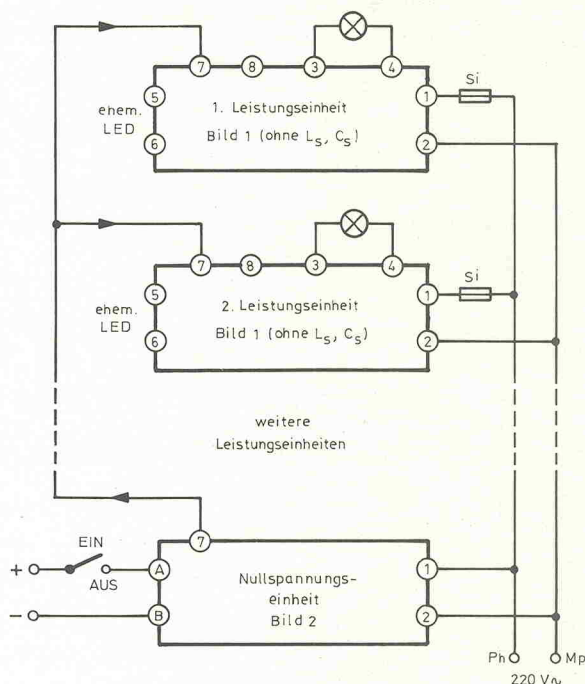 7 8 3 4
5 1 Si
ehem.
LED
1. Leistungseinheit
Bild 1 (ohne Ls, Cs)
6 2
7 8 3 4
5 1 Si
ehem.
LED
2. Leistungseinheit
Bild 1 (ohne Ls, Cs)
6 2
weitere
Leistungseinheiten
7
EIN
+ A 1
AUS
Nullspannungs-
einheit
Bild 2
- B 2
Ph Mp
220 V~